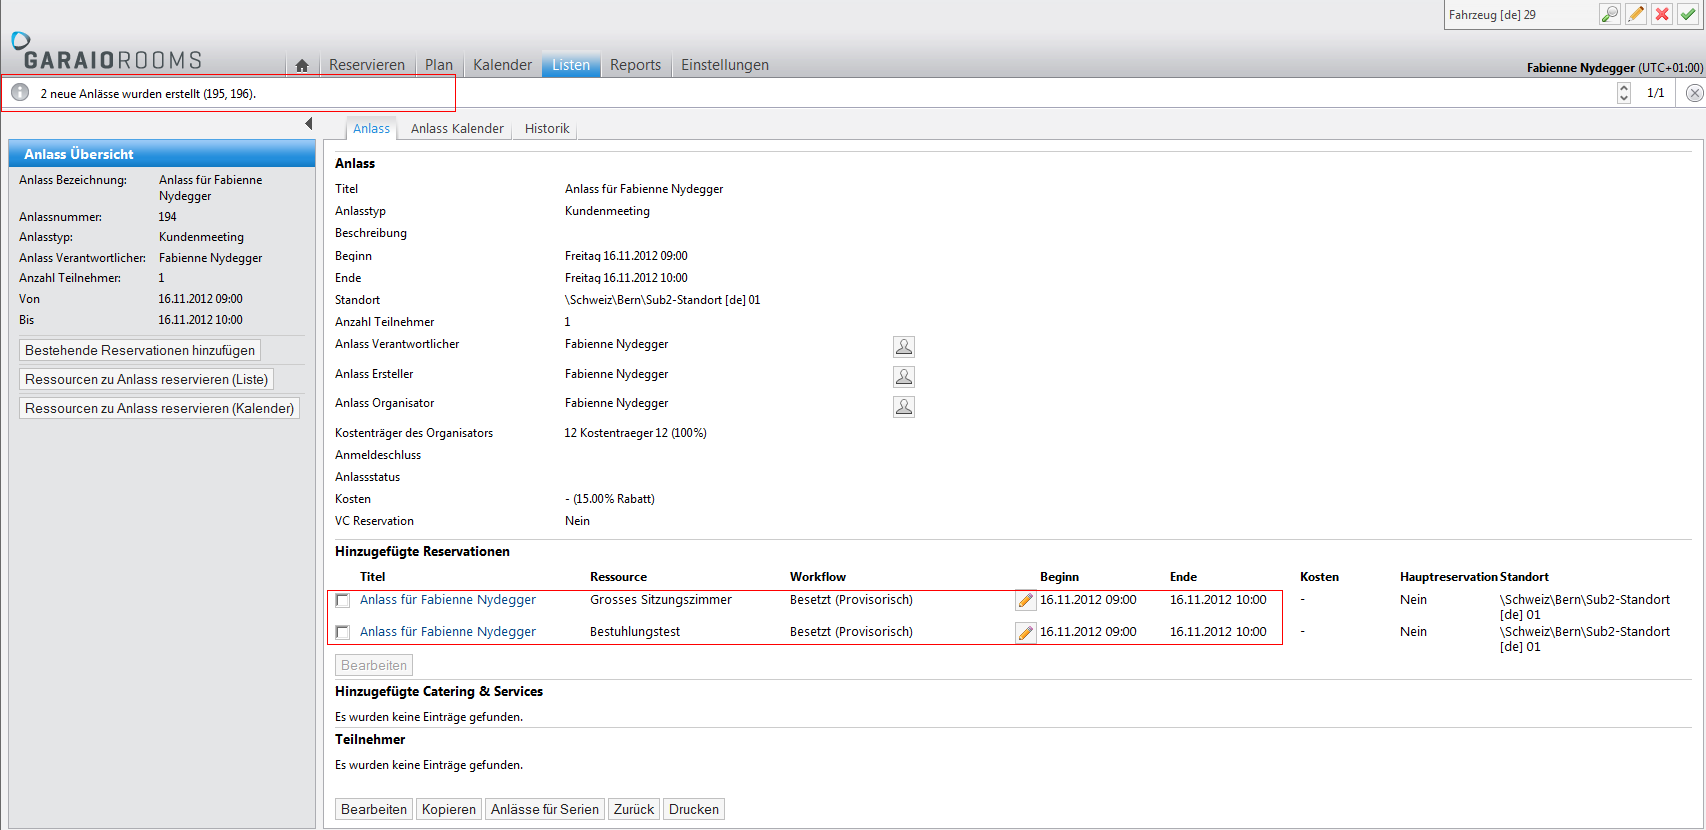 Fahrzeug [de] 29
GARAIOROOMS
Reservieren Plan Kalender Listen Reports Einstellungen
Fabienne Nydegger (UTC+01:00)
2 neue Anlässe wurden erstellt (195, 196).
1/1
Anlass Anlass Kalender Historik
Anlass Übersicht
Anlass Bezeichnung: Anlass für Fabienne
Nydegger
Anlassnummer: 194
Anlasstyp: Kundenmeeting
Anlass Verantwortlicher: Fabienne Nydegger
Anzahl Teilnehmer: 1
Von 16.11.2012 09:00
Bis 16.11.2012 10:00
Bestehende Reservationen hinzufügen
Ressourcen zu Anlass reservieren (Liste)
Ressourcen zu Anlass reservieren (Kalender)
Anlass
Titel Anlass für Fabienne Nydegger
Anlasstyp Kundenmeeting
Beschreibung
Beginn Freitag 16.11.2012 09:00
Ende Freitag 16.11.2012 10:00
Standort \Schweiz\Bern\Sub2-Standort [de] 01
Anzahl Teilnehmer 1
Anlass Verantwortlicher Fabienne Nydegger
Anlass Ersteller Fabienne Nydegger
Anlass Organisator Fabienne Nydegger
Kostenträger des Organisators 12 Kostentraeger 12 (100%)
Anmeldeschluss
Anlassstatus
Kosten - (15.00% Rabatt)
VC Reservation Nein
Hinzugefügte Reservationen
Titel Ressource Workflow Beginn Ende Kosten Hauptreservation Standort
Anlass für Fabienne Nydegger Grosses Sitzungszimmer Besetzt (Provisorisch) 16.11.2012 09:00 16.11.2012 10:00 - Nein \Schweiz\Bern\Sub2-Standort
[de] 01
Anlass für Fabienne Nydegger Bestuhlungstest Besetzt (Provisorisch) 16.11.2012 09:00 16.11.2012 10:00 - Nein \Schweiz\Bern\Sub2-Standort
[de] 01
Bearbeiten
Hinzugefügte Catering & Services
Es wurden keine Einträge gefunden.
Teilnehmer
Es wurden keine Einträge gefunden.
Bearbeiten Kopieren Anlässe für Serien Zurück Drucken